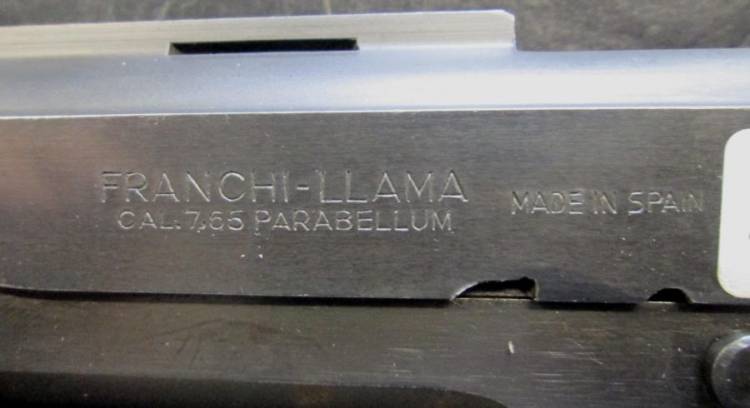 FRANCHI-LLAMA
CAL. 7,65 PARABELLUM
MADE IN SPAIN